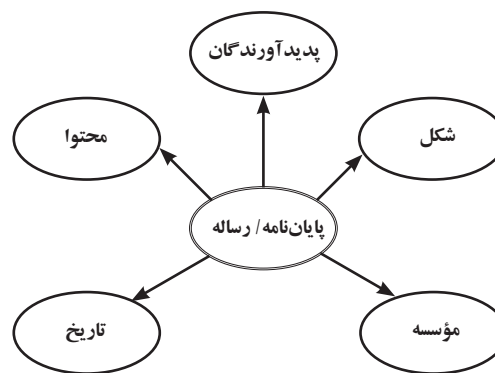 پدیدآورندگان
شکل
محتوا
پایان‌نامه/ رساله
مؤسسه
تاریخ